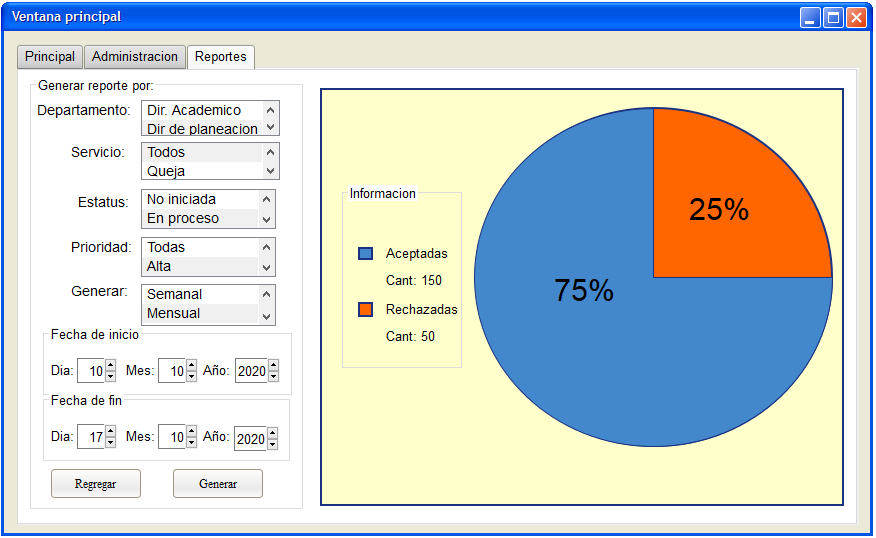 Ventana principal
Principal Administracion Reportes
Generar reporte por:
Departamento: Dir. Academico
Dir de planeacion
Servicio: Todos
Queja
Estatus: No iniciada
En proceso
Prioridad: Todas
Alta
Generar: Semanal
Mensual
Fecha de inicio
Dia: 10 Mes: 10 Año: 2020
Fecha de fin
Dia: 17 Mes: 10 Año: 2020
Regregar Generar
Informacion
Aceptadas
Cant: 150
Rechazadas
Cant: 50
25%
75%